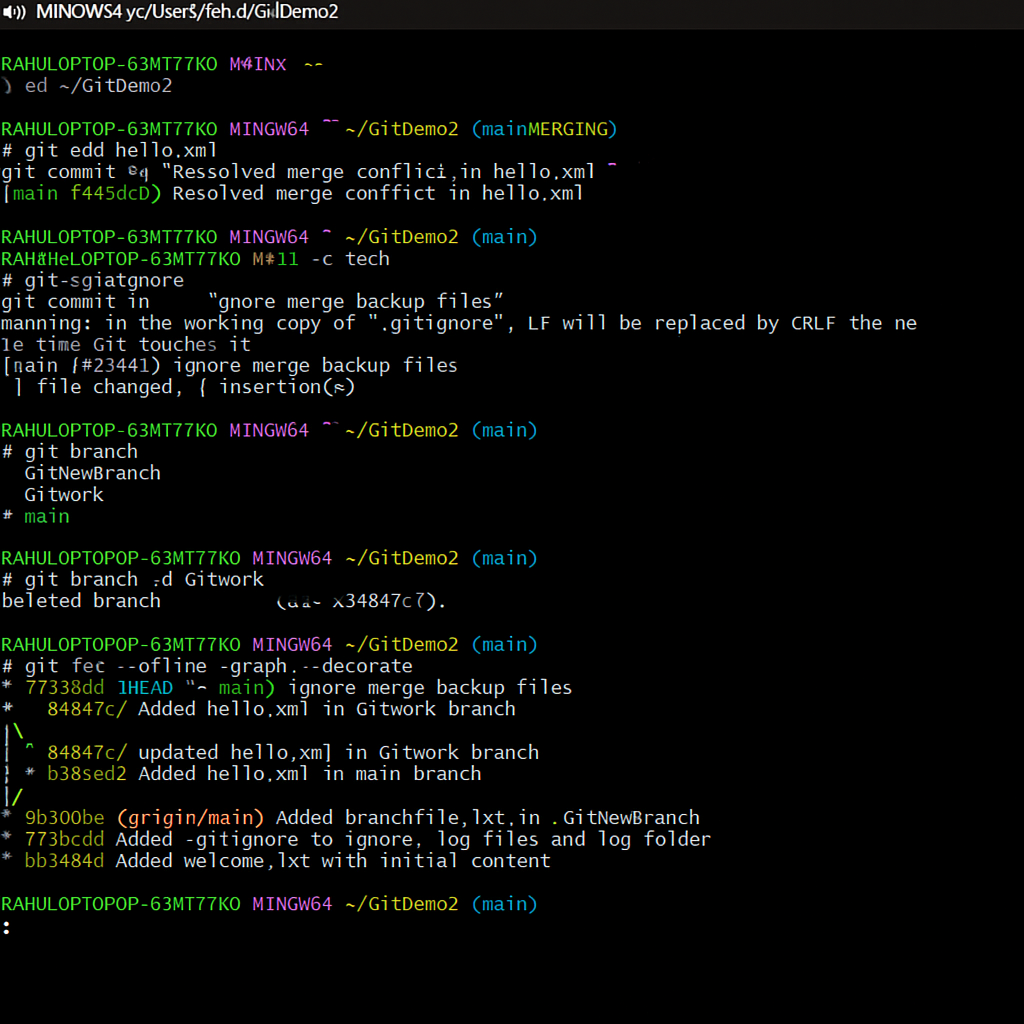 MINOWS4 yc/Users/feh.d/GitDemo2
RAHULOPTOP-63MT77KO M4INx ~~
ed ~/GitDemo2
RAHULOPTOP-63MT77KO MINGW64 ~/GitDemo2 (mainMERGING)
# git edd hello.xml
git commit "Ressolved merge conflici,in hello.xml
[main f445dcD) Resolved merge conffict in hello.xml
RAHULOPTOP-63MT77KO MINGW64 ~/GitDemo2 (main)
-c tech
# git-sgiatgnore
git commit in "gnore merge backup files"
manning: in the working copy of ".gitignore", LF will be replaced by CRLF the ne
le time Git touches it
#23441) ignore merge backup files
] file changed, { insertion(s)
RAHULOPTOP-63MT77KO MINGW64 ~/GitDemo2 (main)
# git branch
GitNewBranch
Gitwork
* main
RAHULOPTOPOP-63MT77KO MINGW64 ~/GitDemo2 (main)
# git branch -d Gitwork
beleted branch x34847c7).
RAHULOPTOPOP-63MT77KO MINGW64 ~/GitDemo2 (main)
# git fec --ofline -graph.--decorate
* 77338dd 1HEAD main) ignore merge backup files
* 84847c/ Added hello.xml in Gitwork branch
|\
| ^ 84847c/ updated hello,xm] in Gitwork branch
| * b38sed2 Added hello.xml in main branch
|/
* 9b300be (grigin/main) Added branchfile,lxt.in .GitNewBranch
* 773bcdd Added -gitignore to ignore, log files and log folder
* bb3484d Added welcome,lxt with initial content
RAHULOPTOPOP-63MT77KO MINGW64 ~/GitDemo2 (main)
: